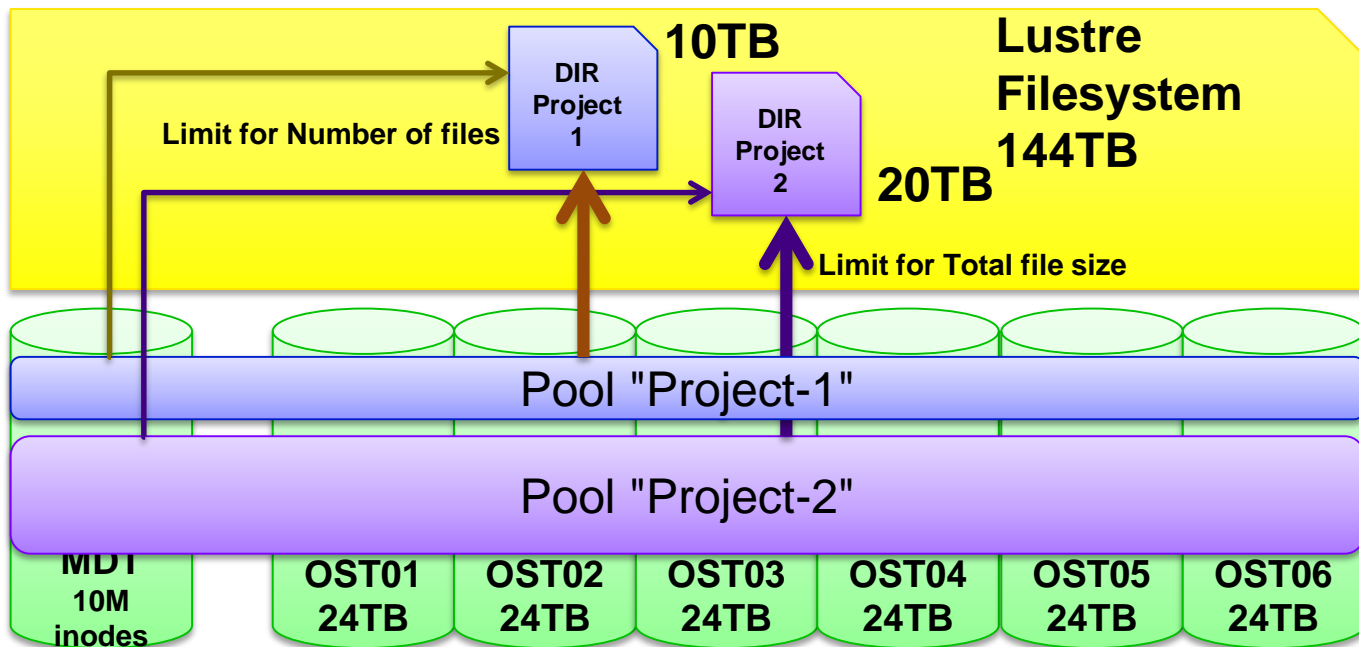 DIR
Project
1
10TB
DIR
Project
2
20TB
Lustre
Filesystem
144TB
Limit for Number of files
Limit for Total file size
Pool "Project-1"
Pool "Project-2"
MDT
10M
inodes
OST01
24TB
OST02
24TB
OST03
24TB
OST04
24TB
OST05
24TB
OST06
24TB